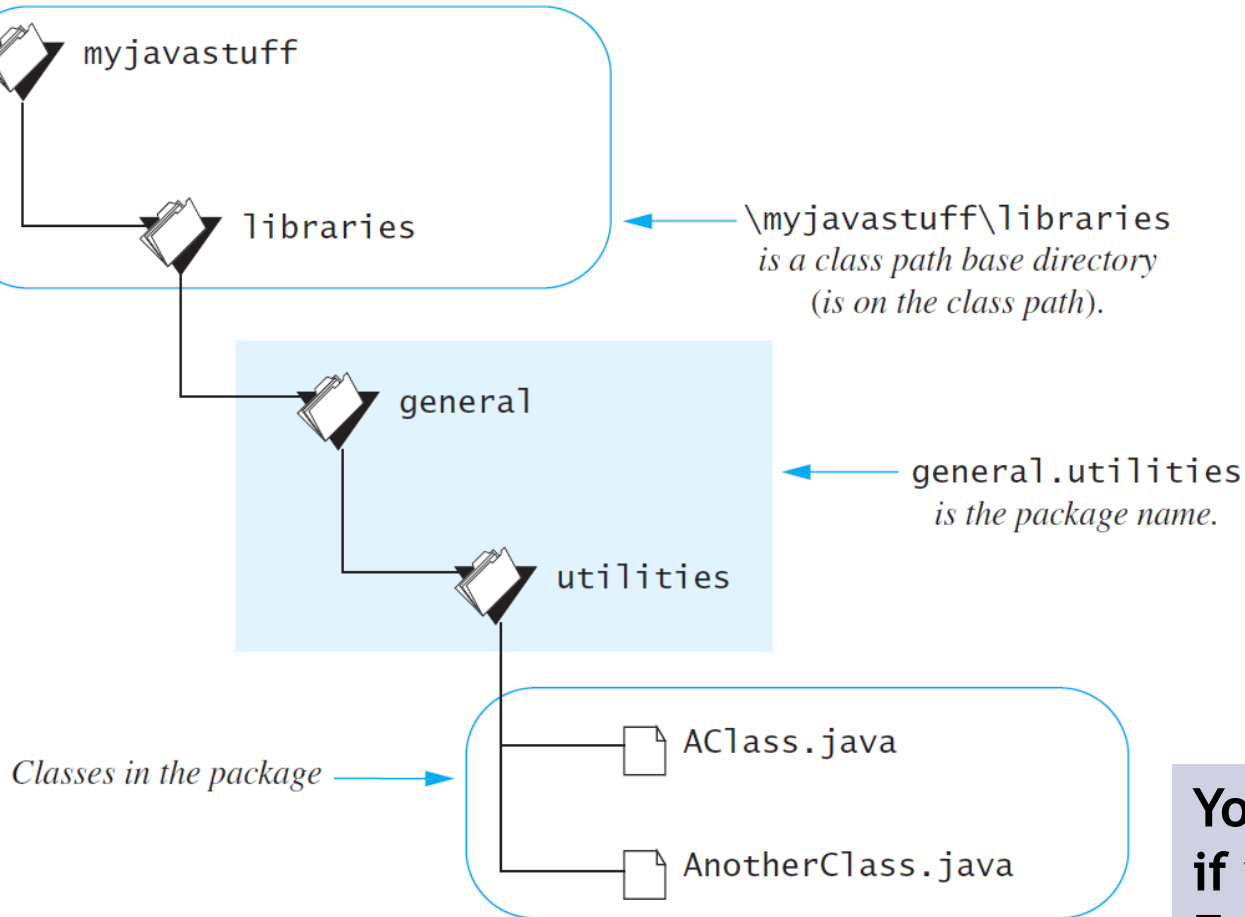 myjavastuff
libraries
\myjavastuff\libraries
is a class path base directory
(is on the class path).
general
general.utilities
is the package name.
utilities
AClass.java
Classes in the package
AnotherClass.java
if